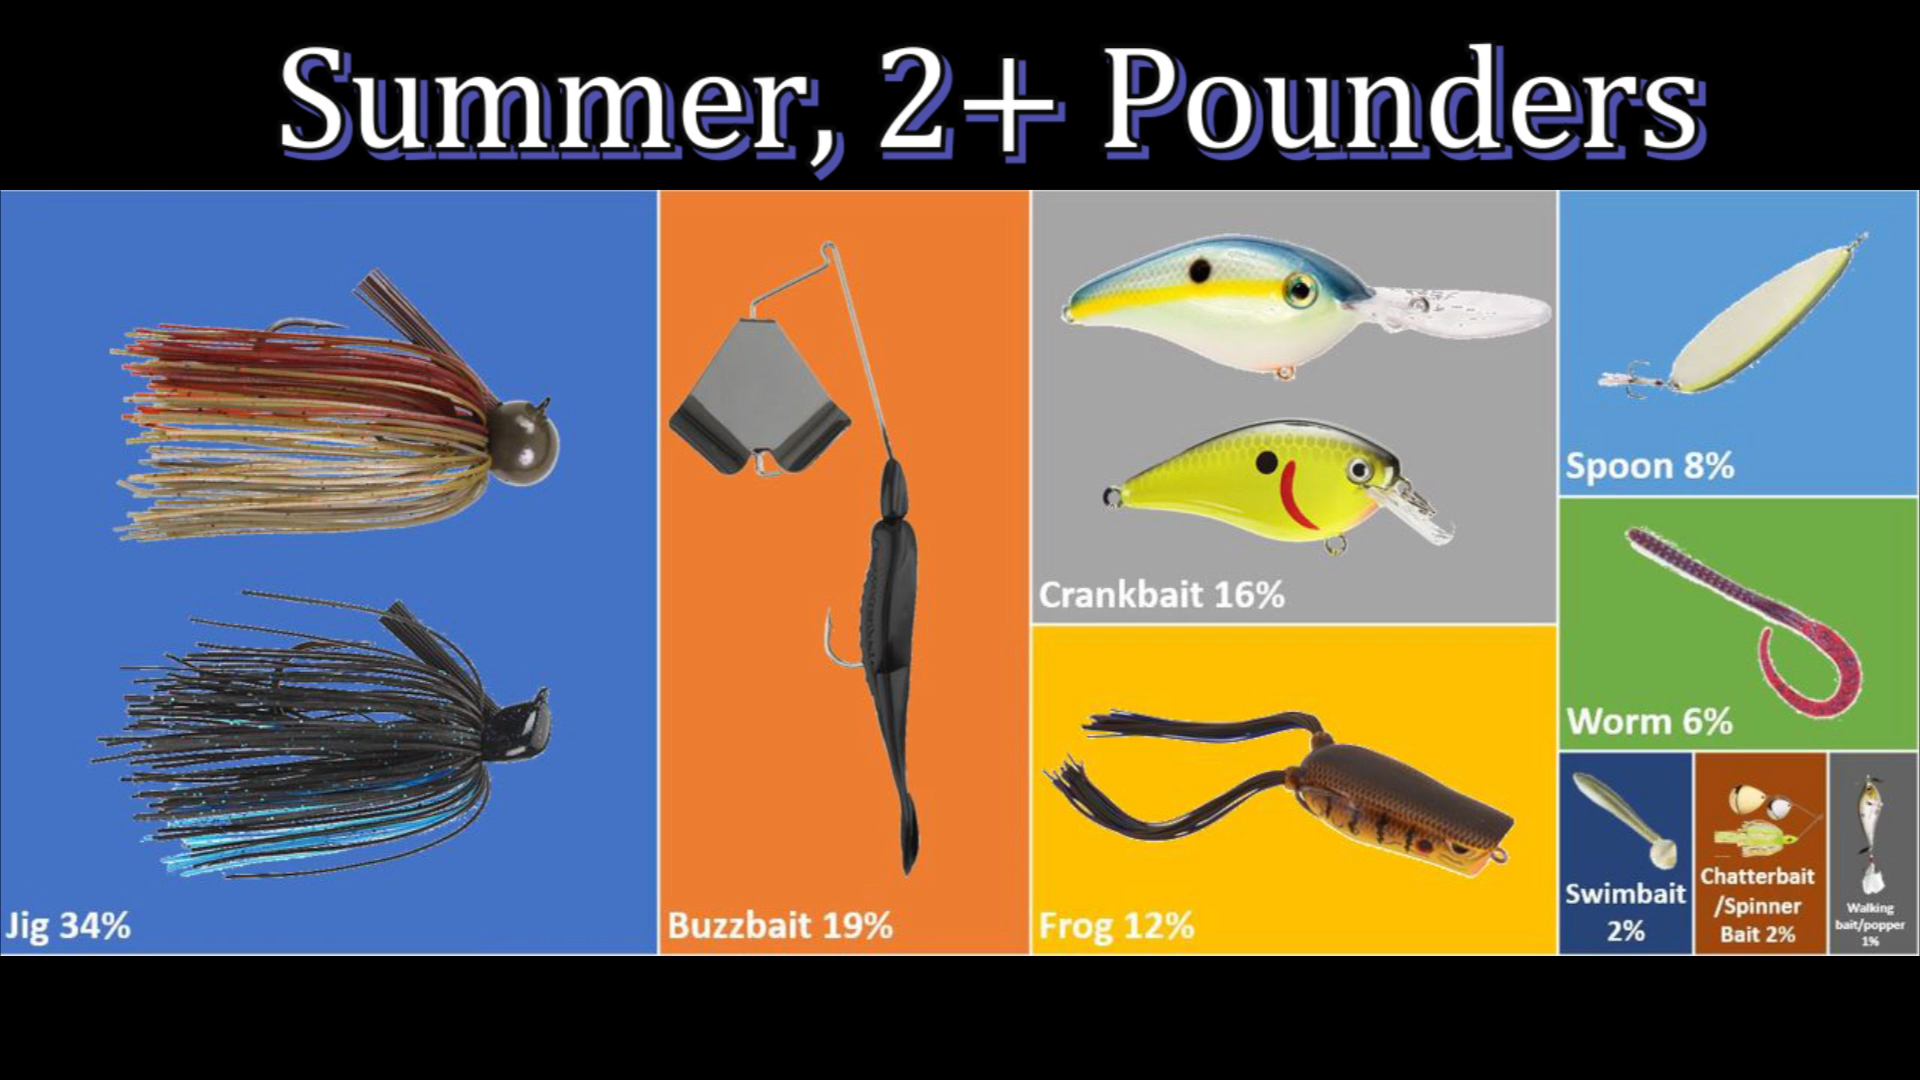 Summer, 2+ Pounders
Jig 34%
Buzzbait 19%
Crankbait 16%
Frog 12%
Spoon 8%
Worm 6%
Swimbait
2%
Chatterbait
/Spinner
Bait 2%
Walking
bait/popper
1%